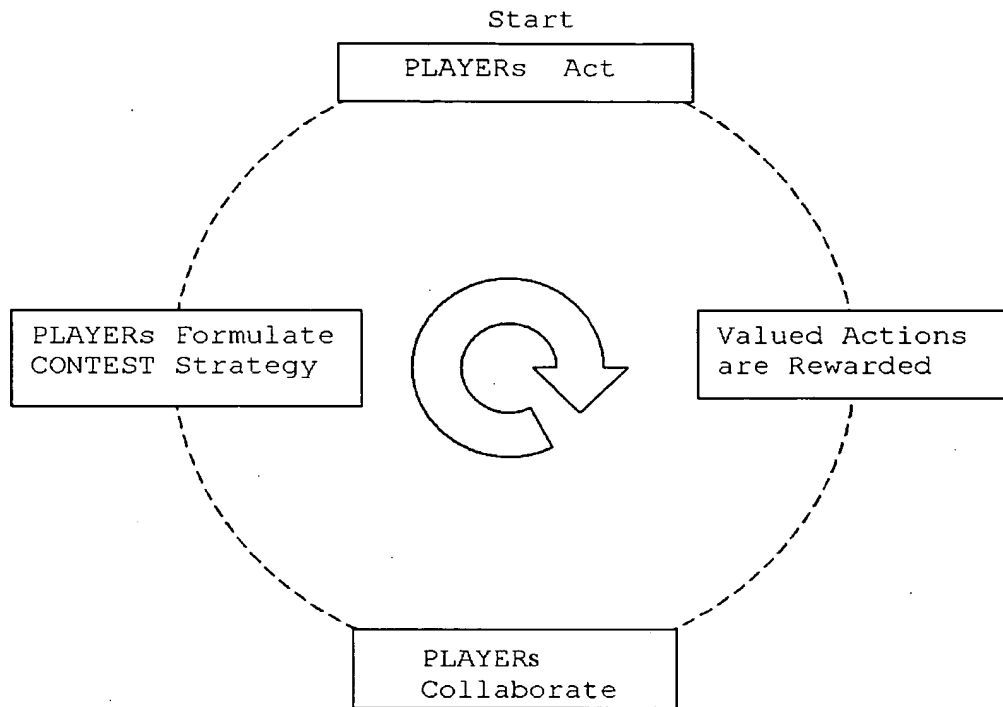 Start
PLAYERs Act
PLAYERs Formulate
CONTEST Strategy
Valued Actions
are Rewarded
PLAYERs
Collaborate